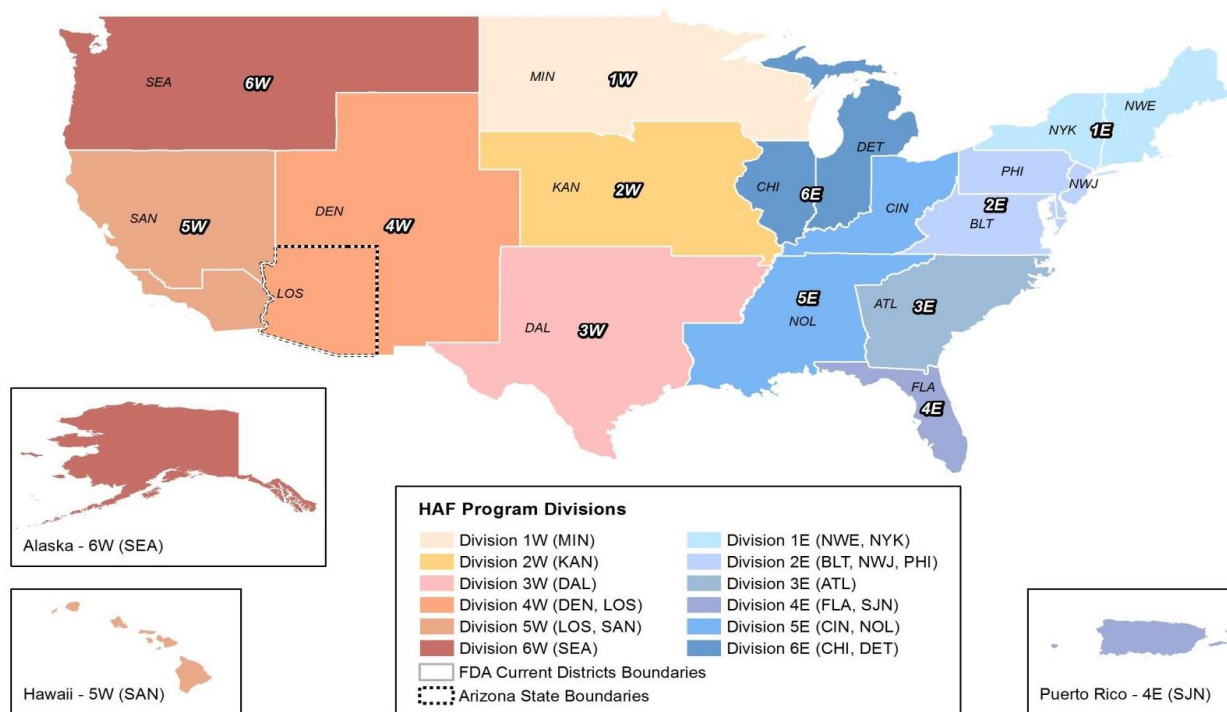 SEA
6W
MIN
1W
NWE
NYK
1E
DET
KAN
2W
CHI
6E
PHI
NWJ
2E
BLT
CIN
SAN
5W
DEN
4W
LOS
DAL
3W
5E
NOL
ATL
3E
FLA
4E
Alaska - 6W (SEA)
Hawaii - 5W (SAN)
HAF Program Divisions
Division 1W (MIN)
Division 2W (KAN)
Division 3W (DAL)
Division 4W (DEN, LOS)
Division 5W (LOS, SAN)
Division 6W (SEA)
FDA Current Districts Boundaries
Arizona State Boundaries
Division 1E (NWE, NYK)
Division 2E (BLT, NWJ, PHI)
Division 3E (ATL)
Division 4E (FLA, SJN)
Division 5E (CIN, NOL)
Division 6E (CHI, DET)
Puerto Rico - 4E (SJN)